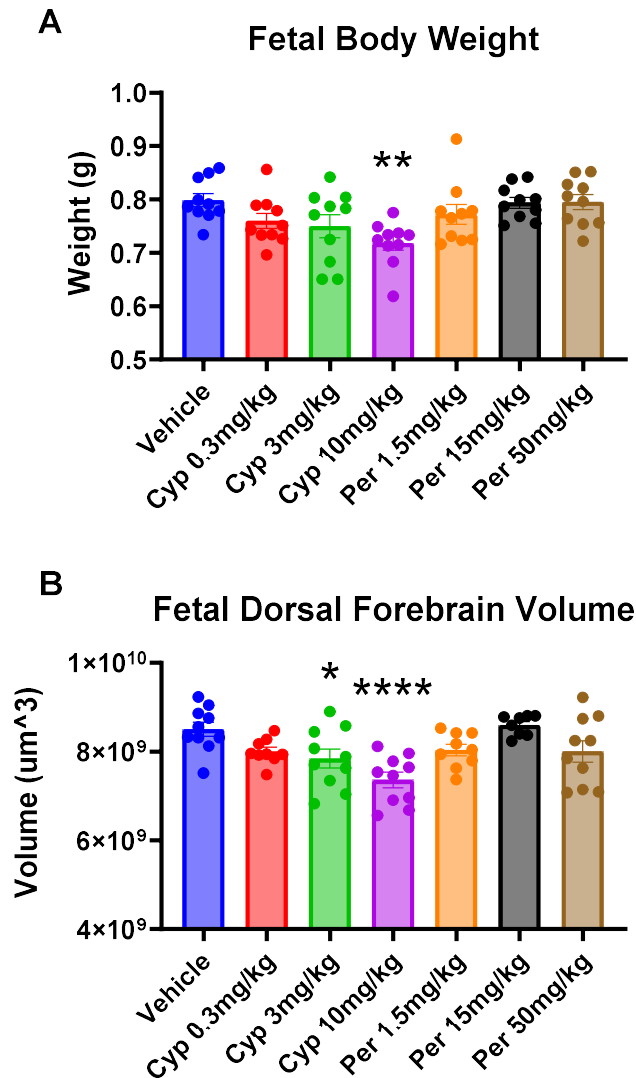 A
Fetal Body Weight
Weight (g)
1.0
0.9
0.8
0.7
0.6
0.5
**
Vehicle
Cyp 0.3mg/kg
Cyp 3mg/kg
Cyp 10mg/kg
Per 1.5mg/kg
Per 15mg/kg
Per 50mg/kg
B
Fetal Dorsal Forebrain Volume
Volume (um^3)
1×10¹⁰
8×10⁹
6×10⁹
4×10⁹
*
****
Vehicle
Cyp 0.3mg/kg
Cyp 3mg/kg
Cyp 10mg/kg
Per 1.5mg/kg
Per 15mg/kg
Per 50mg/kg